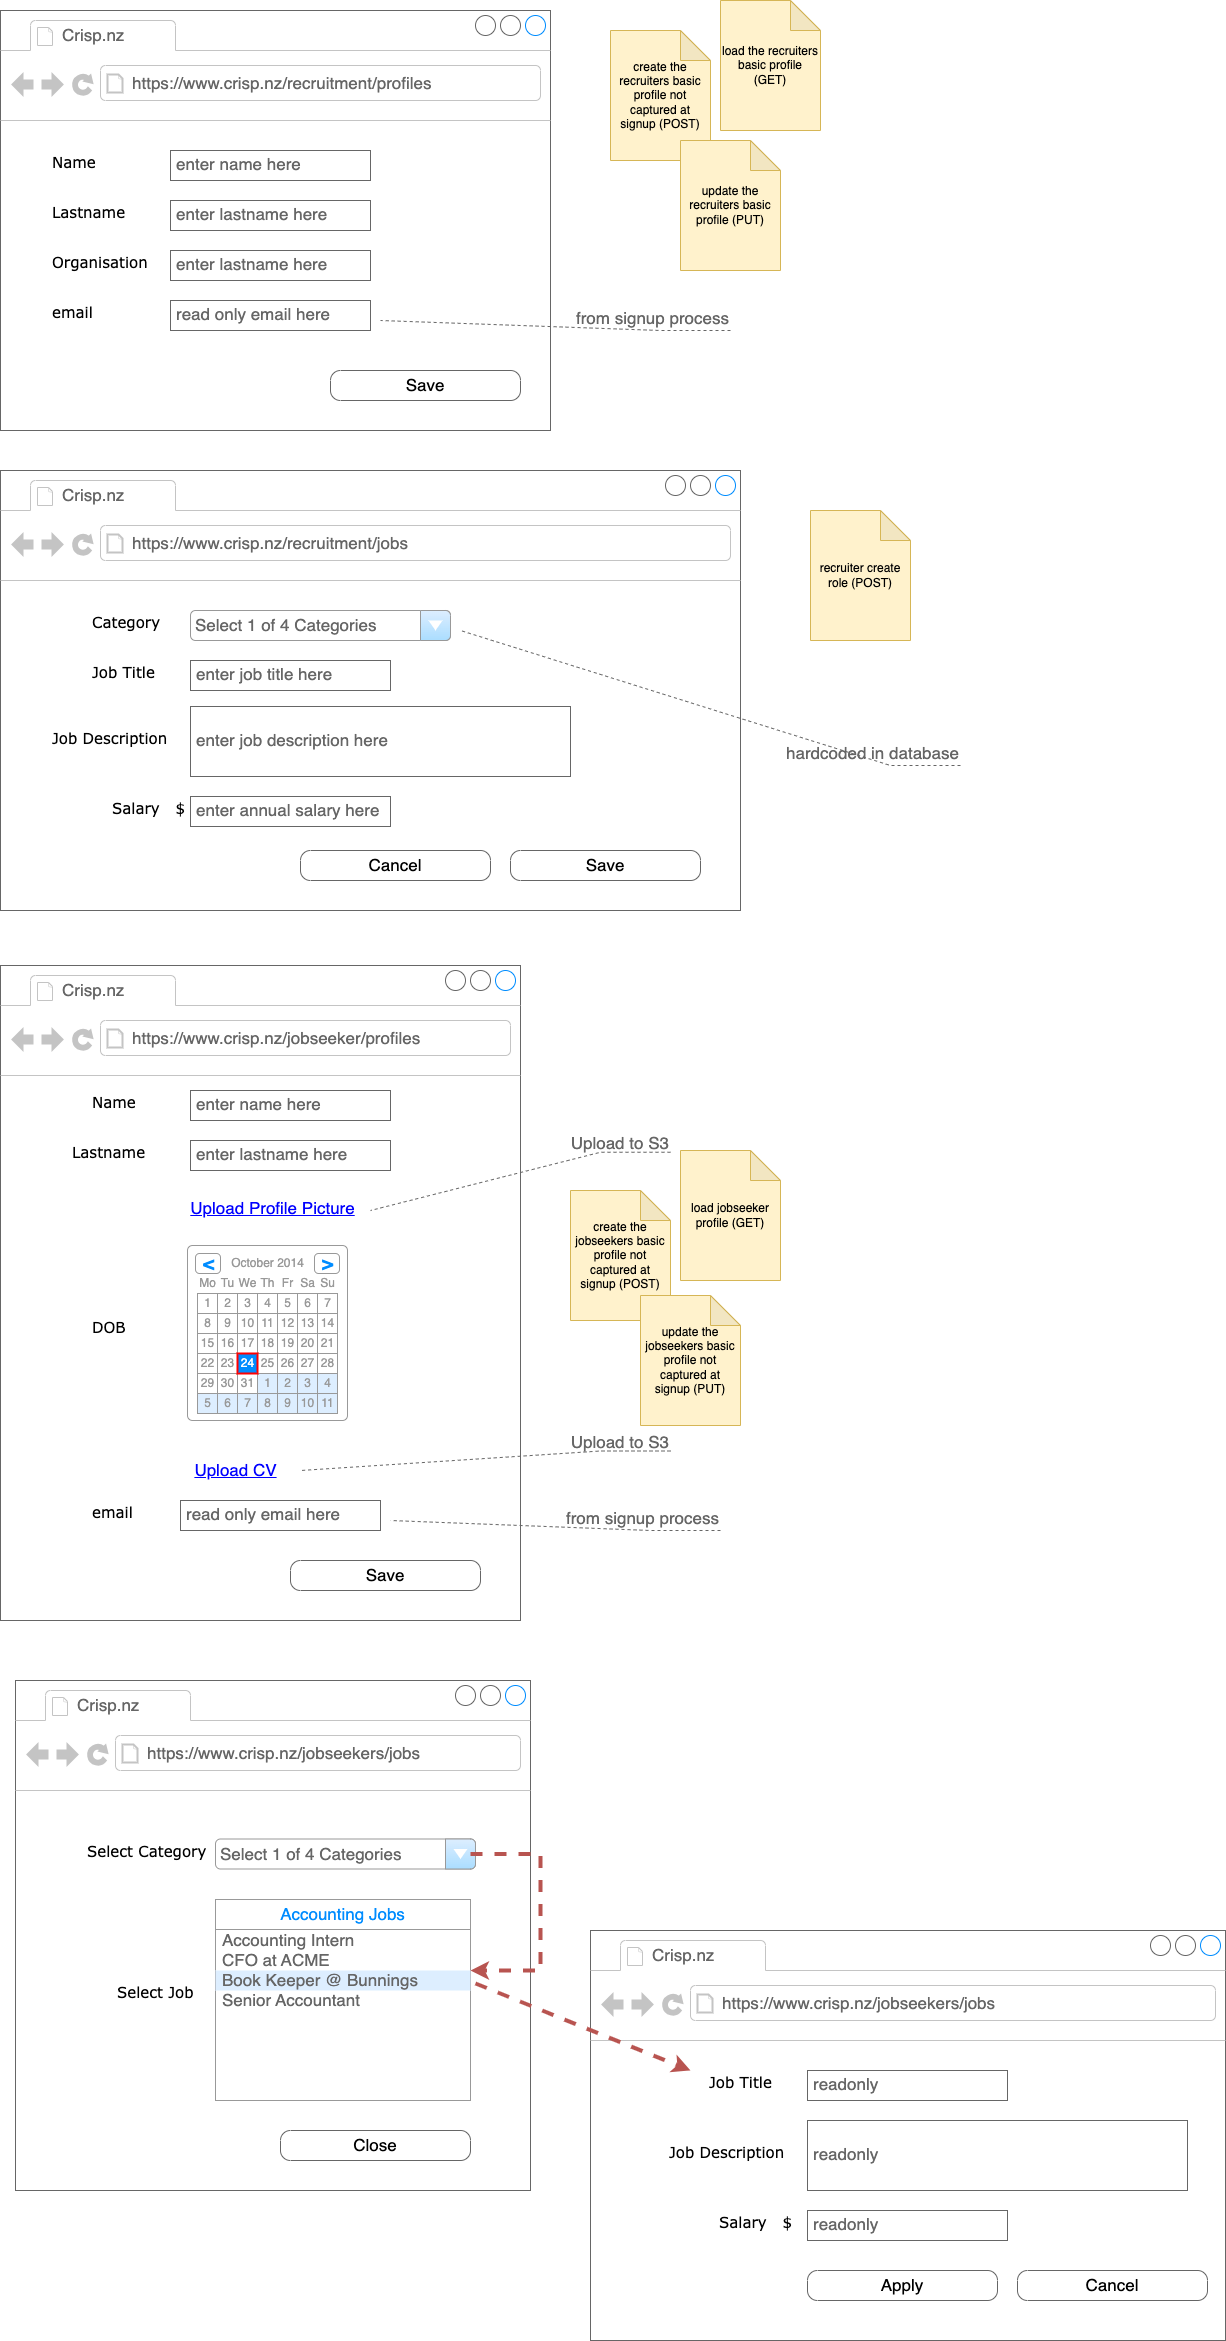 Crisp.nz
https://www.crisp.nz/recruitment/profiles
Name
enter name here
Lastname
enter lastname here
Organisation
enter lastname here
email
read only email here
from signup process
Save
create the
recruiters basic
profile not
captured at
signup (POST)
load the recruiters
basic profile
(GET)
update the
recruiters basic
profile (PUT)
Crisp.nz
https://www.crisp.nz/recruitment/jobs
Category
Select 1 of 4 Categories
Job Title
enter job title here
Job Description
enter job description here
Salary $
enter annual salary here
Cancel
Save
recruiter create
role (POST)
hardcoded in database
Crisp.nz
https://www.crisp.nz/jobseeker/profiles
Name
enter name here
Lastname
enter lastname here
Upload Profile Picture
Upload to S3
DOB
< October 2014 >
Mo Tu We Th Fr Sa Su
1 2 3 4 5 6 7
8 9 10 11 12 13 14
15 16 17 18 19 20 21
22 23 24 25 26 27 28
29 30 31 1 2 3 4
5 6 7 8 9 10 11
create the
jobseekers basic
profile not
captured at
signup (POST)
load jobseeker
profile (GET)
update the
jobseekers basic
profile not
captured at
signup (PUT)
Upload CV
Upload to S3
email
read only email here
from signup process
Save
Crisp.nz
https://www.crisp.nz/jobseekers/jobs
Select Category
Select 1 of 4 Categories
Select Job
Accounting Jobs
Accounting Intern
CFO at ACME
Book Keeper @ Bunnings
Senior Accountant
Close
Crisp.nz
https://www.crisp.nz/jobseekers/jobs
Job Title
readonly
Job Description
readonly
Salary $
readonly
Apply
Cancel